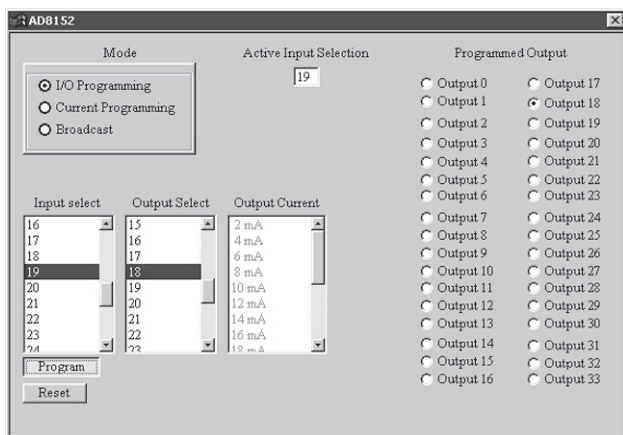 AD8152
Mode
I/O Programming
Current Programming
Broadcast
Active Input Selection
19
Programmed Output
Output 0
Output 1
Output 2
Output 3
Output 4
Output 5
Output 6
Output 7
Output 8
Output 9
Output 10
Output 11
Output 12
Output 13
Output 14
Output 15
Output 16
Output 17
Output 18
Output 19
Output 20
Output 21
Output 22
Output 23
Output 24
Output 25
Output 26
Output 27
Output 28
Output 29
Output 30
Output 31
Output 32
Output 33
Input select
16
17
18
19
20
21
22
23
24
Output Select
15
16
17
18
19
20
21
22
23
Output Current
2 mA
4 mA
6 mA
8 mA
10 mA
12 mA
14 mA
16 mA
18 mA
Program
Reset